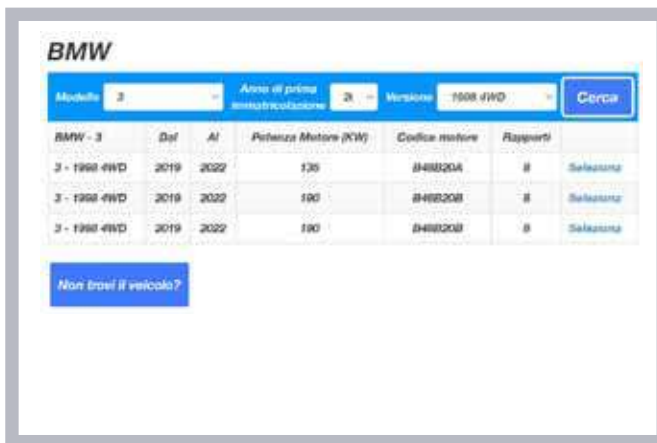 BMW
Modello 3 Anno di prima immatricolazione Versione 1998 4WD Cerca
BMW - 3 Dal Al Potenza Motore (KW) Codice motore Rapporti
3 - 1998 4WD 2019 2022 135 B48B20A 8 Seleziona
3 - 1998 4WD 2019 2022 190 B48B20B 8 Seleziona
3 - 1998 4WD 2019 2022 190 B48B20B 8 Seleziona
Non trovi il veicolo?